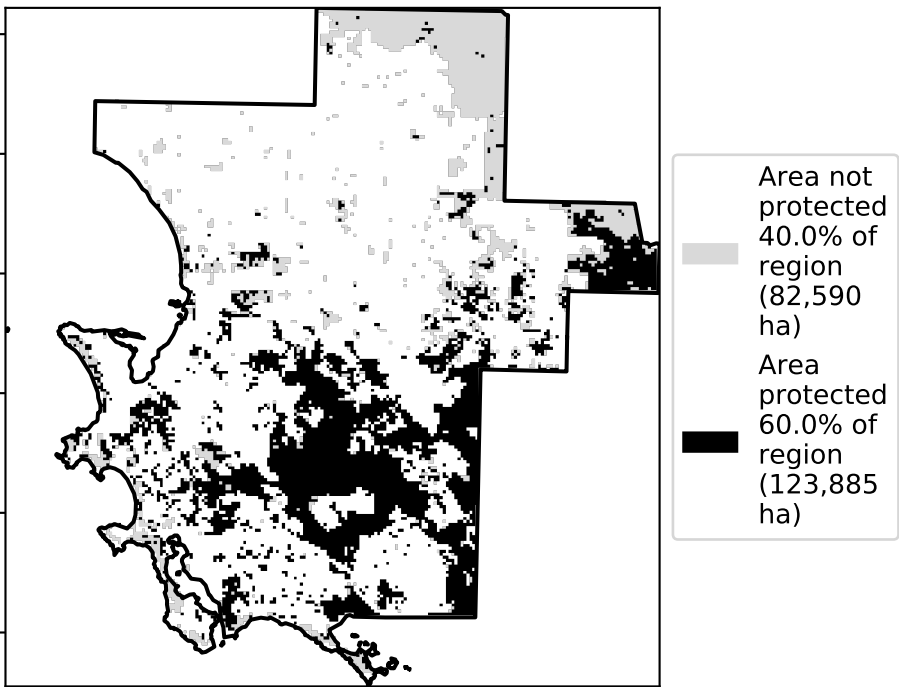 Area not
protected
40.0% of
region
(82,590
ha)
Area
protected
60.0% of
region
(123,885
ha)